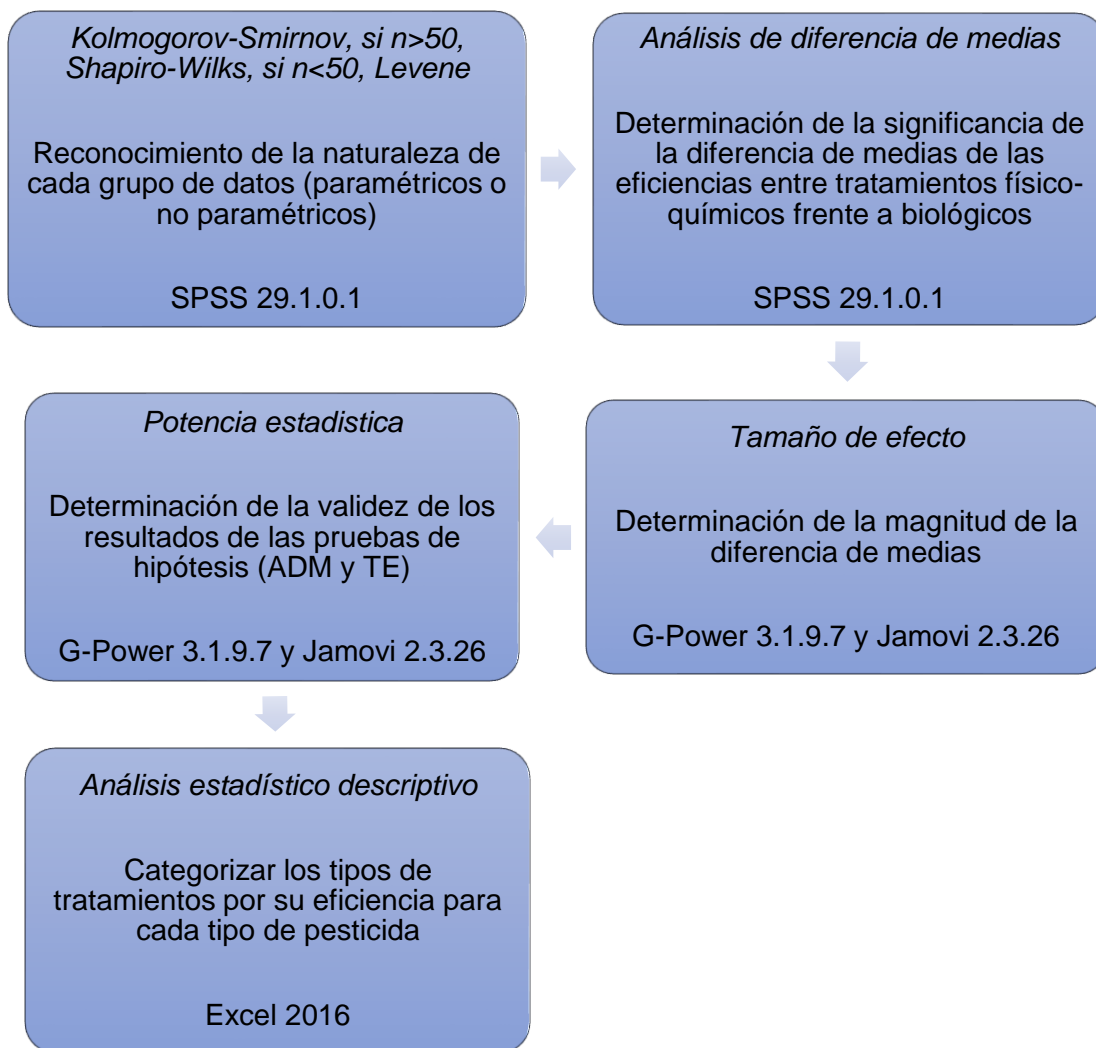 Kolmogorov-Smirnov, si n>50,
Shapiro-Wilks, si n<50, Levene
Reconocimiento de la naturaleza de
cada grupo de datos (paramétricos o
no paramétricos)
SPSS 29.1.0.1
Análisis de diferencia de medias
Determinación de la significancia de
la diferencia de medias de las
eficiencias entre tratamientos físico-
químicos frente a biológicos
SPSS 29.1.0.1
Tamaño de efecto
Determinación de la magnitud de la
diferencia de medias
G-Power 3.1.9.7 y Jamovi 2.3.26
Potencia estadistica
Determinación de la validez de los
resultados de las pruebas de
hipótesis (ADM y TE)
G-Power 3.1.9.7 y Jamovi 2.3.26
Análisis estadístico descriptivo
Categorizar los tipos de
tratamientos por su eficiencia para
cada tipo de pesticida
Excel 2016